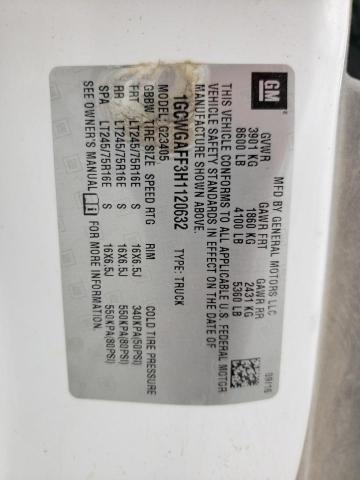 GM
MFD BY GENERAL MOTORS LLC
09/16
GVWR GAWR FRT GAWR RR
3901 KG 1860 KG 2431 KG
8600 LB 4100 LB 5360 LB
THIS VEHICLE CONFORMS TO ALL APPLICABLE U.S. FEDERAL MOTOR
VEHICLE SAFETY STANDARDS IN EFFECT ON THE DATE OF
MANUFACTURE SHOWN ABOVE.
1GCWGAFF3H1120632 TYPE: TRUCK
MODEL: G23405
GBBW TIRE SIZE SPEED RTG RIM COLD TIRE PRESSURE
FRT LT245/75R16E S 16X6.5J 340KPA(50PSI)
RR LT245/75R16E S 16X6.5J 550KPA(80PSI)
SPA LT245/75R16E S 16X6.5J 550KPA(80PSI)
SEE OWNER'S MANUAL FOR MORE INFORMATION.